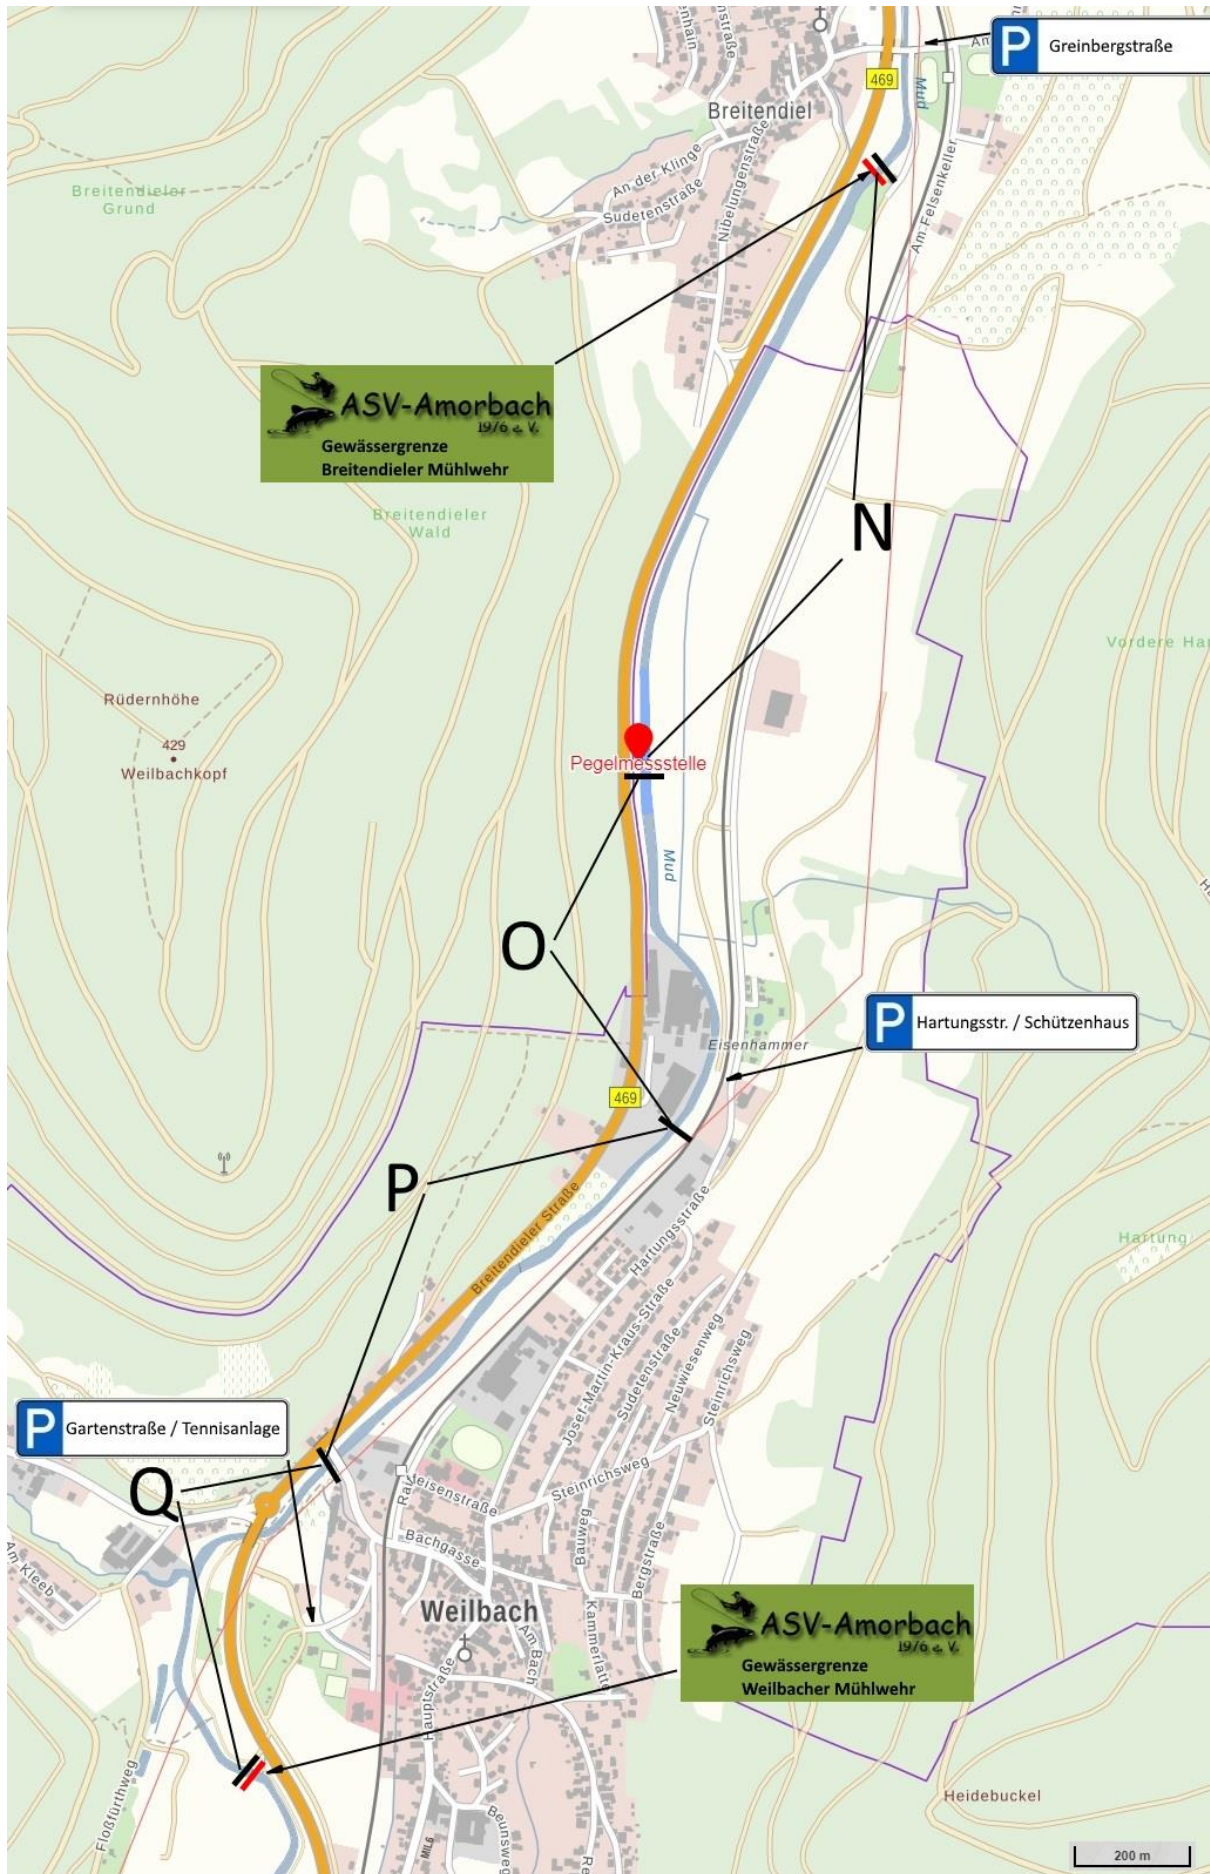 P Greinbergstraße
469
Mud
Breitendiel
An der Klinge
Sudetenstraße
Nibelungenstraße
Am-Felsenkeller
Breitendieler
Grund
ASV-Amorbach
1976 e. V.
Gewässergrenze
Breitendieler Mühlwehr
Breitendieler
Wald
N
Vordere Har
Rüdernhöhe
429
Weilbachkopf
Pegelmessstelle
Mud
O
P Hartungsstr. / Schützenhaus
Eisenhammer
469
P
Breitendieler Straße
Hartungsstraße
Hartung
Josef-Martin-Kraus-Straße
Sudetenstraße
Neuwiesenweg
Steinrichsweg
P Gartenstraße / Tennisanlage
Q
Steinrichsweg
Bachgasse
Bauweg
Bergstraße
Am Kleeb
Weilbach
Am Bach
Kammerlatte
Hauptstraße
ASV-Amorbach
1976 e. V.
Gewässergrenze
Weilbacher Mühlwehr
Floßfürthweg
MIL6
Beunsweg
Heidebuckel
200 m